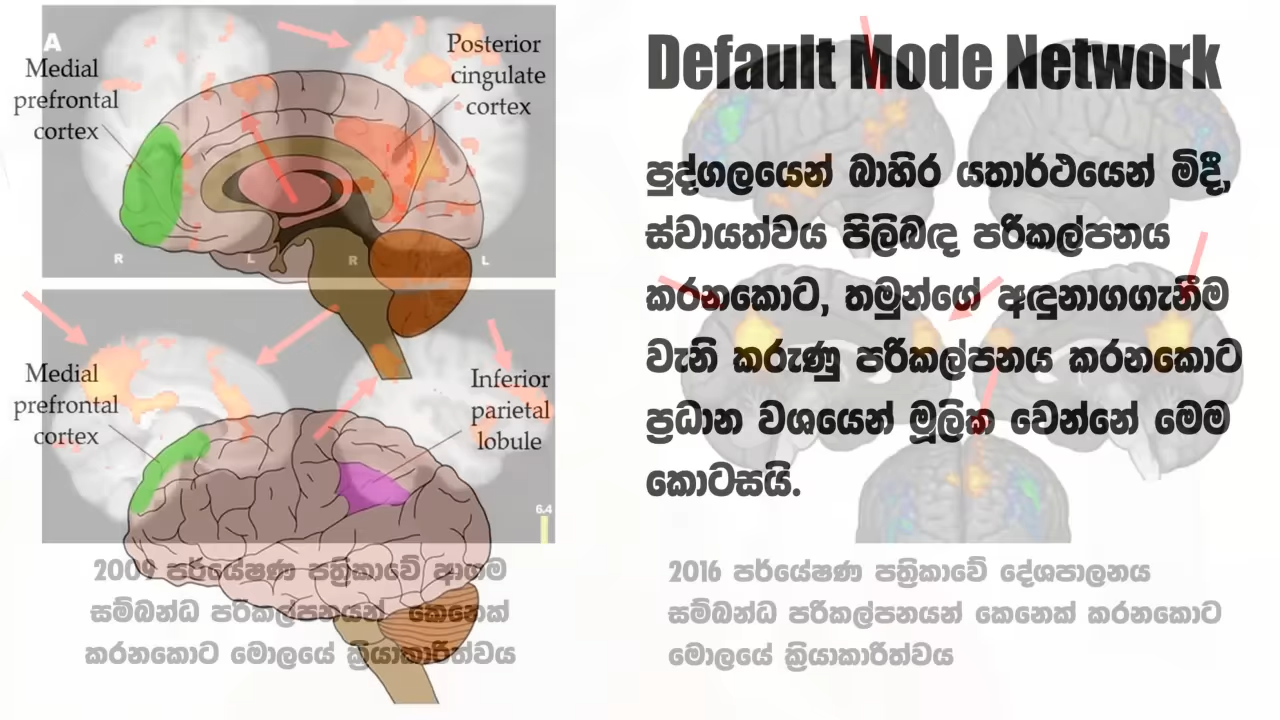 A
Medial
prefrontal
cortex
Posterior
cingulate
cortex
R
L
R
L
Medial
prefrontal
cortex
Inferior
parietal
lobule
6.4
2009 පර්යේෂණ පත්‍රිකාවේ ආගම
සම්බන්ධ පරිකල්පනයන් කෙනෙක්
කරනකොට මොලයේ ක්‍රියාකාරීත්වය
Default Mode Network
පුද්ගලයෙන් බාහිර යතාර්ථයෙන් මිදී,
ස්වායත්වය පිලිබඳ පරිකල්පනය
කරනකොට, තමුන්ගේ අඳුනාගගැනීම
වැනි කරුණු පරිකල්පනය කරනකොට
ප්‍රධාන වශයෙන් මූලික වෙන්නේ මෙම
කොටසයි.
2016 පර්යේෂණ පත්‍රිකාවේ දේශපාලනය
සම්බන්ධ පරිකල්පනයන් කෙනෙක් කරනකොට
මොලයේ ක්‍රියාකාරීත්වය